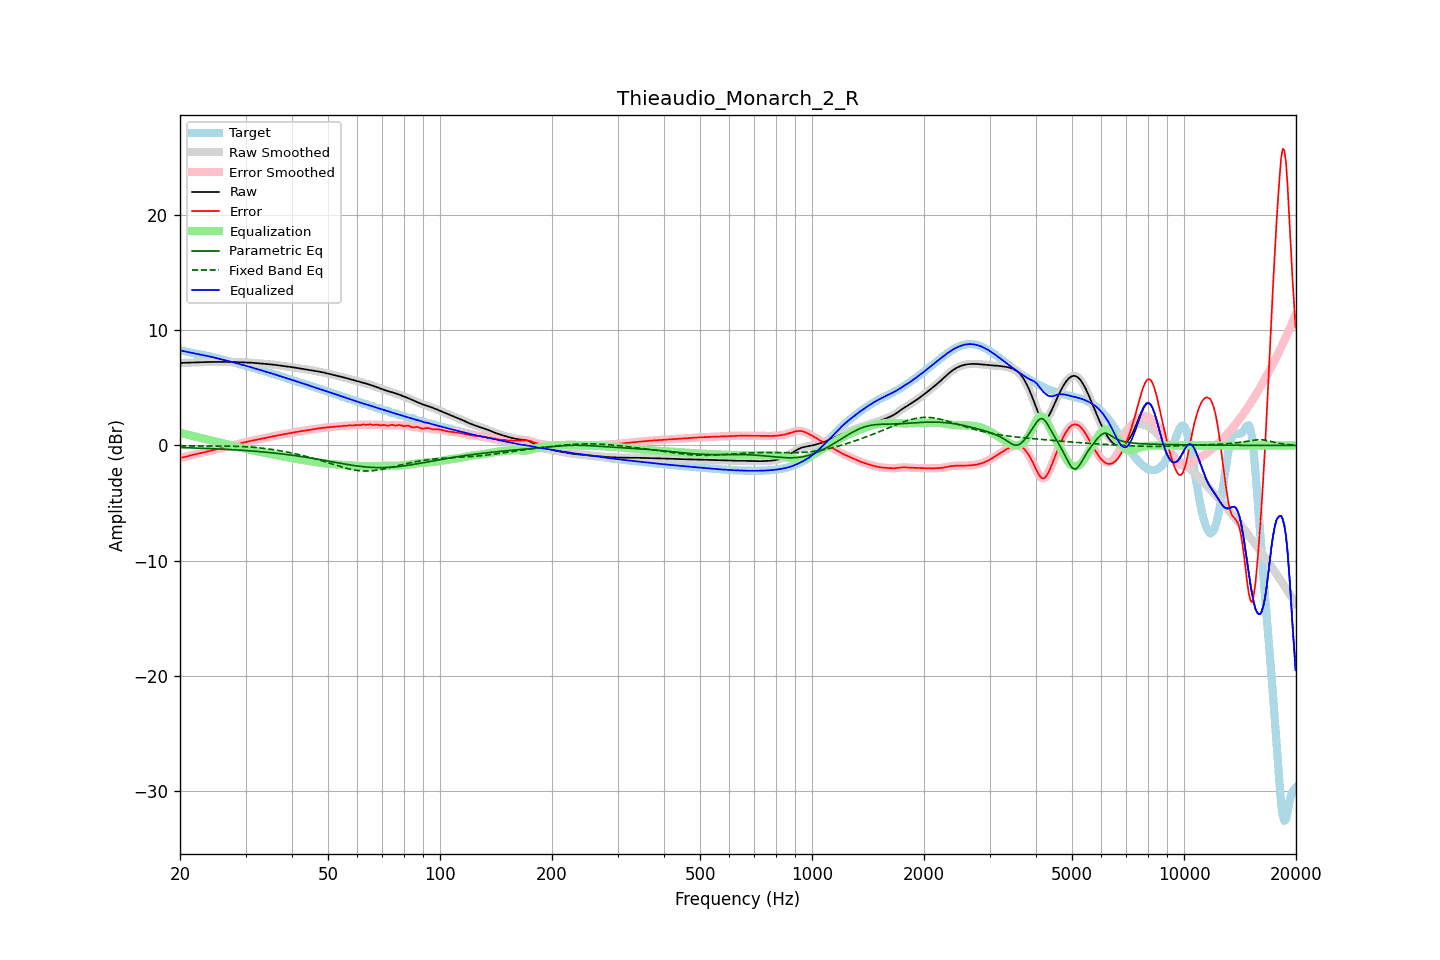 Thieaudio_Monarch_2_R
Target
Raw Smoothed
Error Smoothed
Raw
Error
Equalization
Parametric Eq
Fixed Band Eq
Equalized
20
10
0
−10
−20
−30
Amplitude (dBr)
20
50
100
200
500
1000
2000
5000
10000
20000
Frequency (Hz)